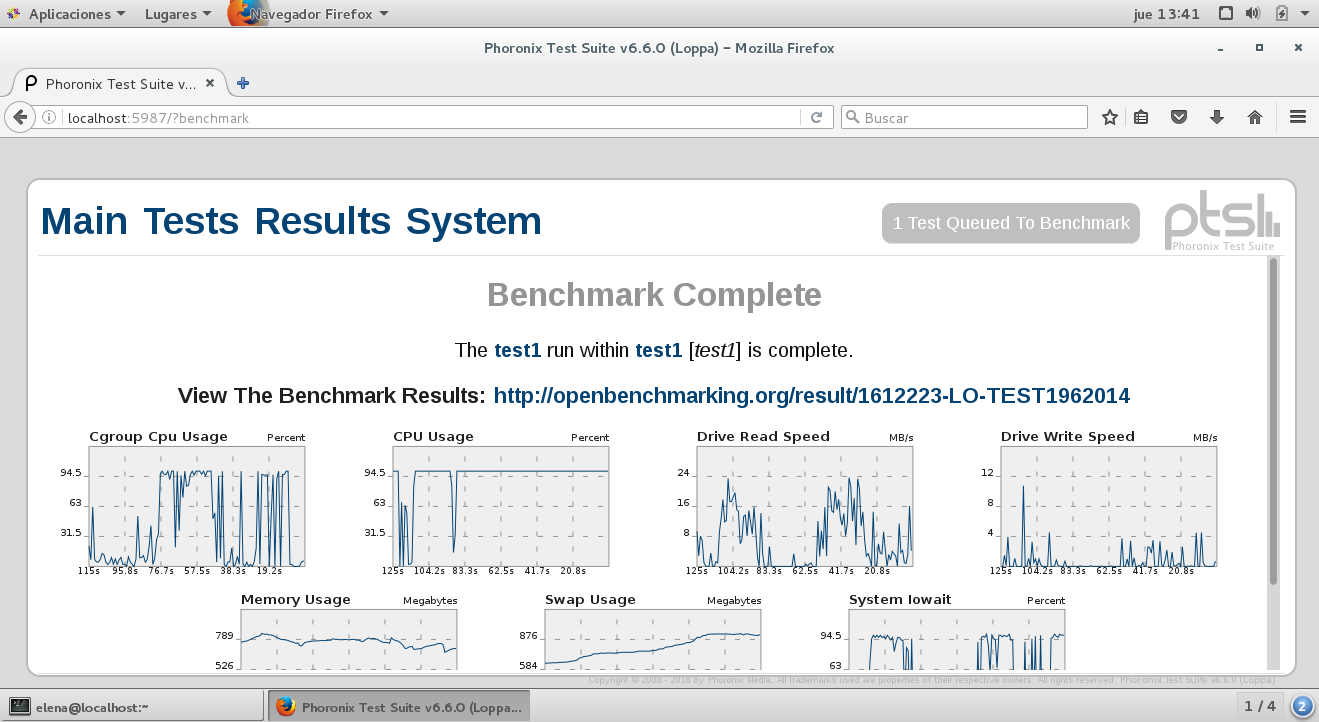 Aplicaciones Lugares Navegador Firefox jue 13:41
Phoronix Test Suite v6.6.0 (Loppa) – Mozilla Firefox
Phoronix Test Suite v...
localhost:5987/?benchmark Buscar
Main Tests Results System 1 Test Queued To Benchmark pts
Phoronix Test Suite
Benchmark Complete
The test1 run within test1 [test1] is complete.
View The Benchmark Results: http://openbenchmarking.org/result/1612223-LO-TEST1962014
Cgroup Cpu Usage Percent
94.5
63
31.5
115s 95.8s 76.7s 57.5s 38.3s 19.2s
CPU Usage Percent
94.5
63
31.5
125s 104.2s 83.3s 62.5s 41.7s 20.8s
Drive Read Speed MB/s
24
16
8
125s 104.2s 83.3s 62.5s 41.7s 20.8s
Drive Write Speed MB/s
12
8
4
125s 104.2s 83.3s 62.5s 41.7s 20.8s
Memory Usage Megabytes
789
526
Swap Usage Megabytes
876
584
System Iowait Percent
94.5
63
Copyright © 2008 - 2016 by Phoronix Media. All trademarks used are properties of their respective owners. All rights reserved. Phoronix Test Suite v6.6.0 (Loppa)
elena@localhost:~ Phoronix Test Suite v6.6.0 (Loppa... 1 / 4 2